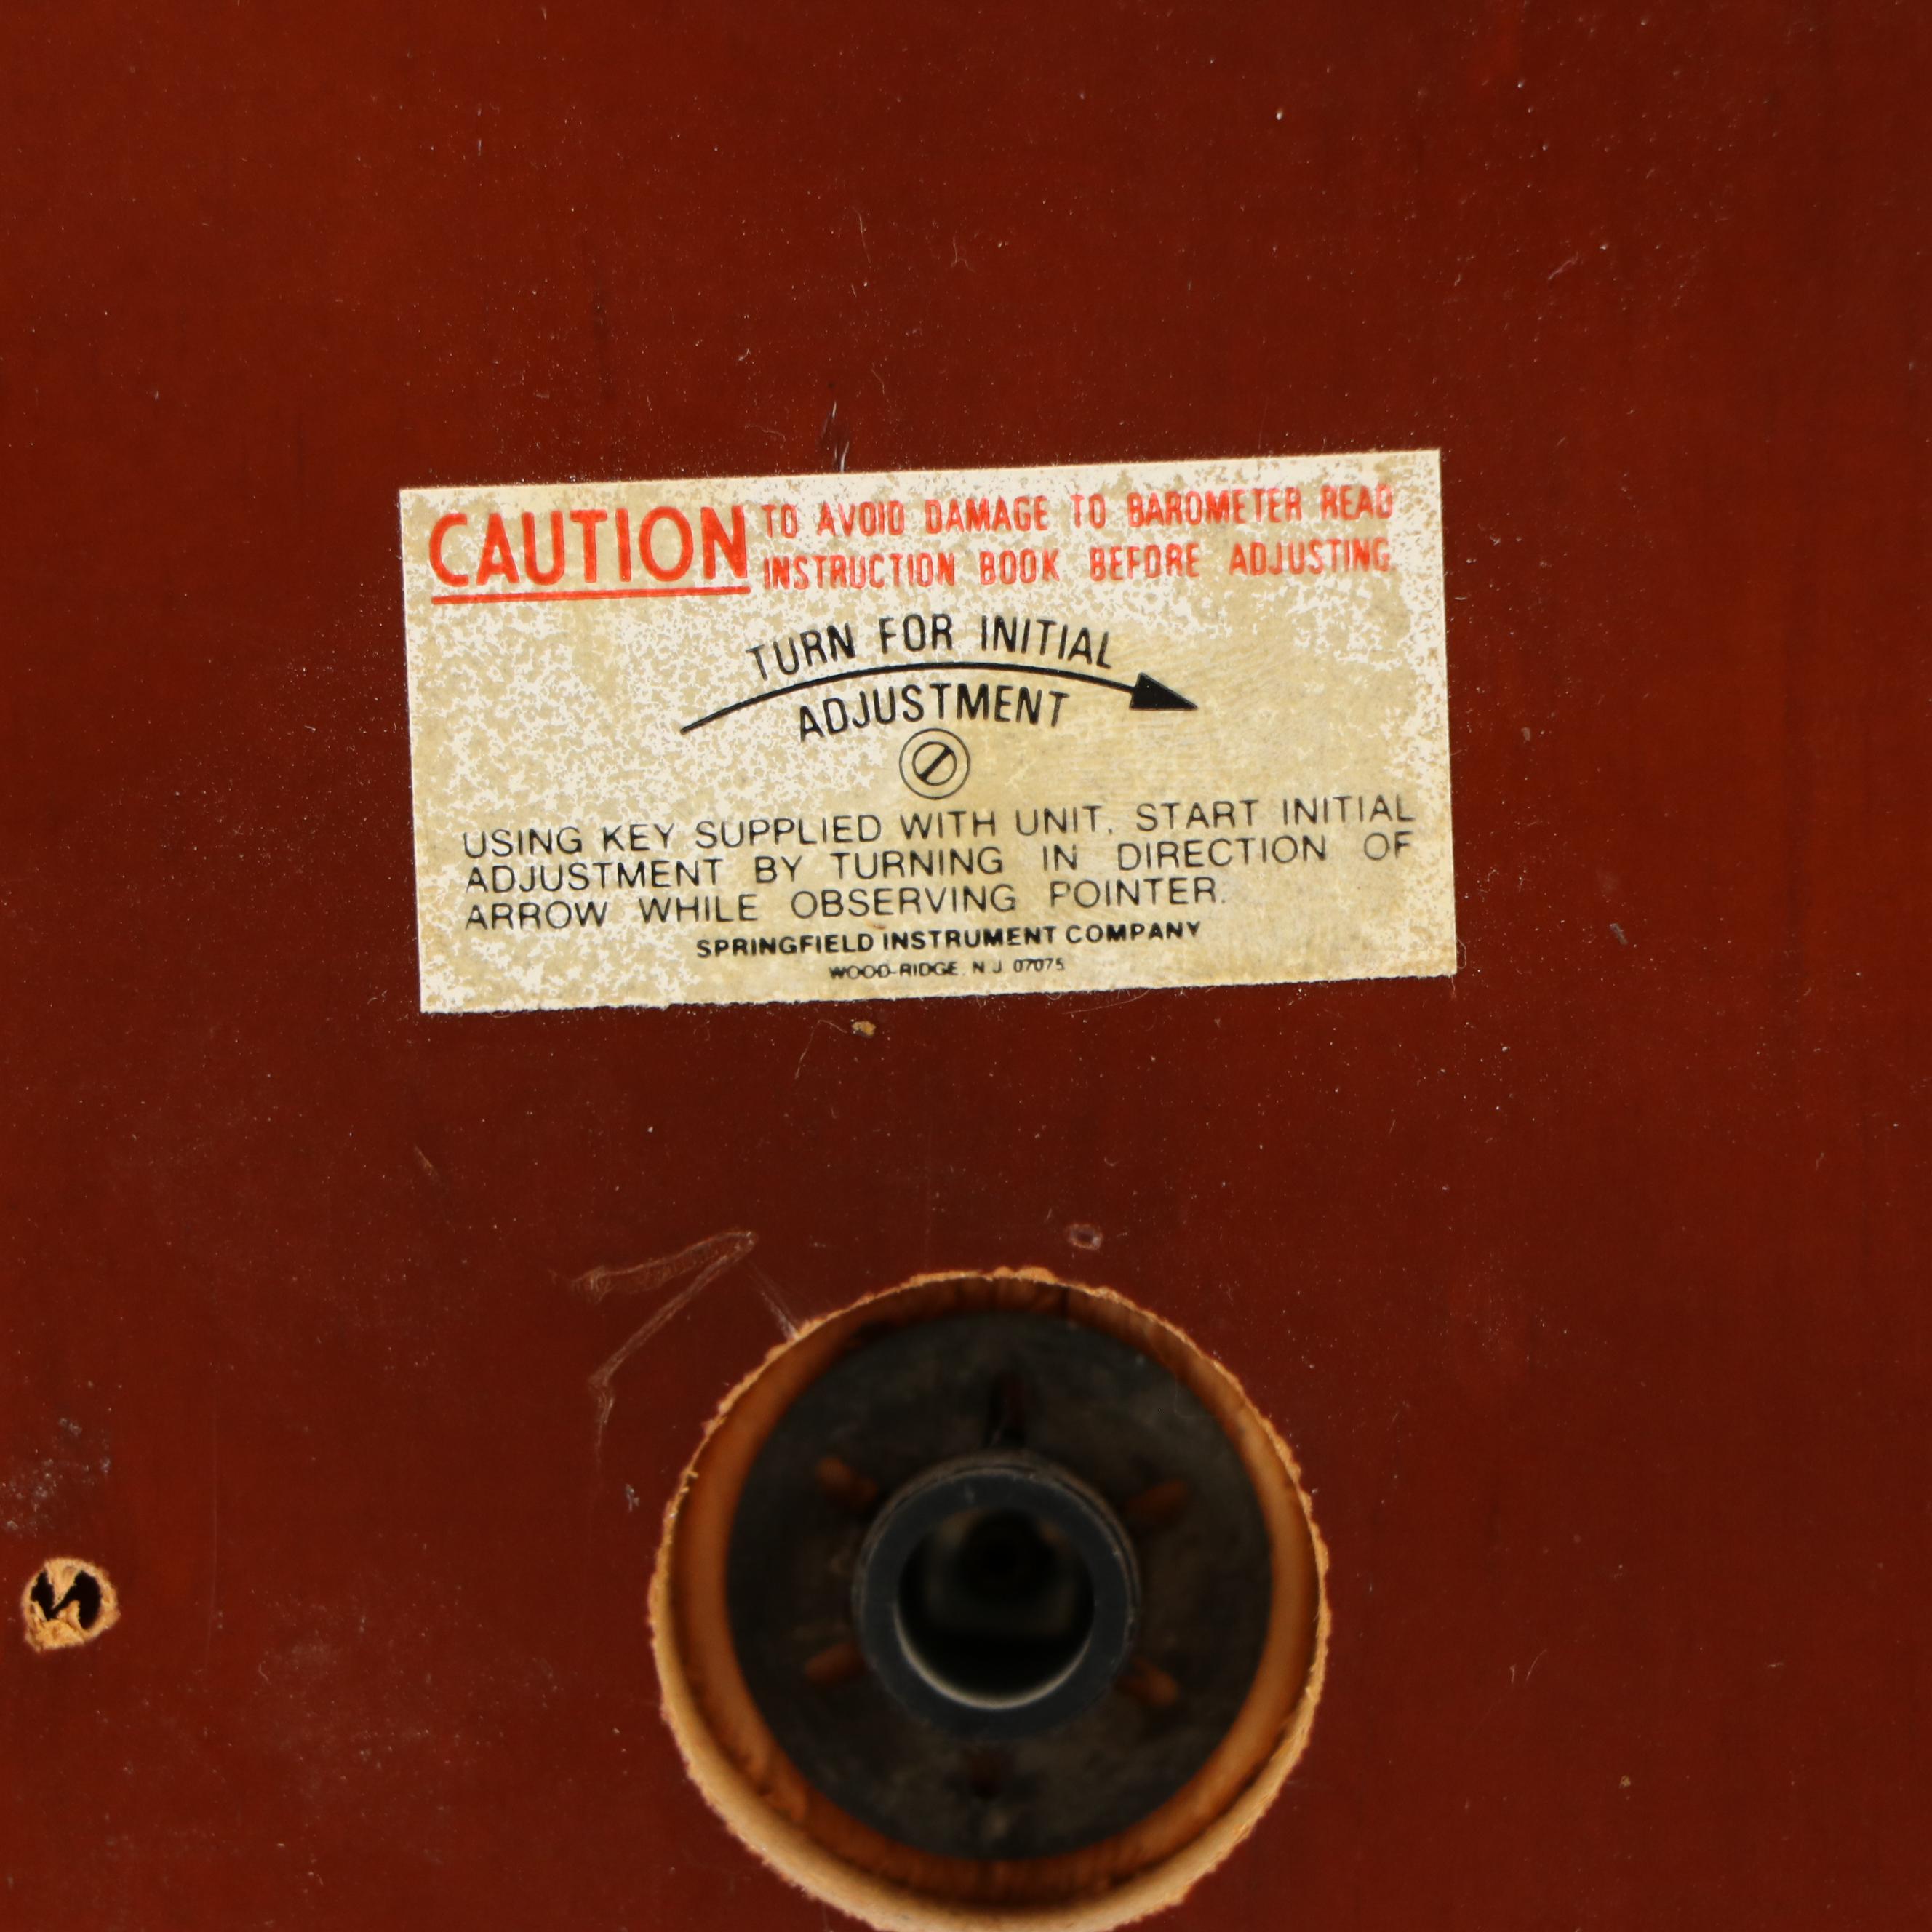 CAUTION TO AVOID DAMAGE TO BAROMETER READ
INSTRUCTION BOOK BEFORE ADJUSTING.
TURN FOR INITIAL
ADJUSTMENT
USING KEY SUPPLIED WITH UNIT, START INITIAL
ADJUSTMENT BY TURNING IN DIRECTION OF
ARROW WHILE OBSERVING POINTER.
SPRINGFIELD INSTRUMENT COMPANY
WOOD-RIDGE, N.J. 07075